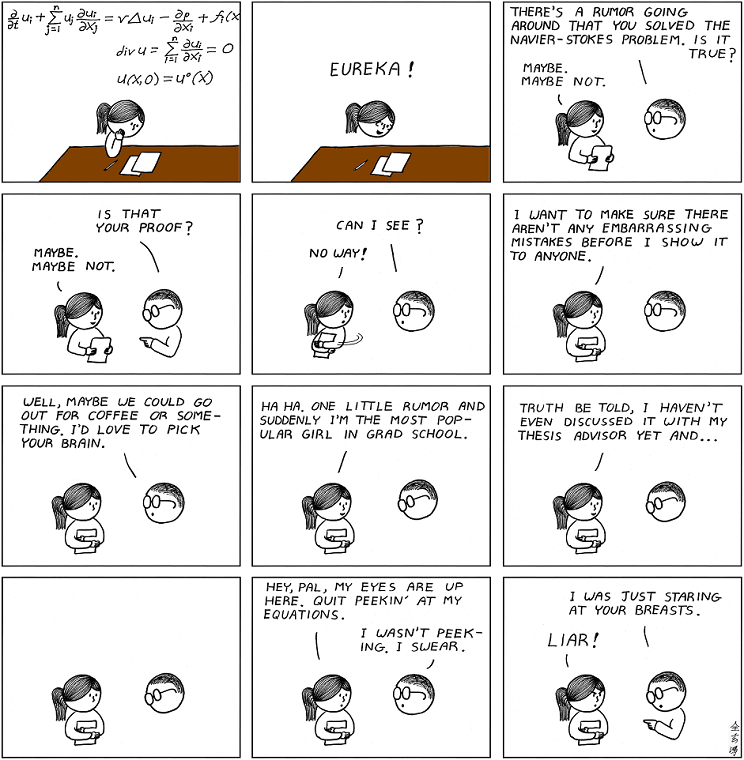 ∂/∂t uᵢ + Σⱼ₌₁ⁿ uⱼ ∂uᵢ/∂xⱼ = νΔuᵢ − ∂p/∂xᵢ + fᵢ(x
div u = Σᵢ₌₁ⁿ ∂uᵢ/∂xᵢ = 0
u(x,0) = u°(x)
EUREKA!
THERE'S A RUMOR GOING
AROUND THAT YOU SOLVED THE
NAVIER-STOKES PROBLEM. IS IT
TRUE?
MAYBE.
MAYBE NOT.
IS THAT
YOUR PROOF?
MAYBE.
MAYBE NOT.
CAN I SEE?
NO WAY!
I WANT TO MAKE SURE THERE
AREN'T ANY EMBARRASSING
MISTAKES BEFORE I SHOW IT
TO ANYONE.
WELL, MAYBE WE COULD GO
OUT FOR COFFEE OR SOME-
THING. I'D LOVE TO PICK
YOUR BRAIN.
HA HA. ONE LITTLE RUMOR AND
SUDDENLY I'M THE MOST POP-
ULAR GIRL IN GRAD SCHOOL.
TRUTH BE TOLD, I HAVEN'T
EVEN DISCUSSED IT WITH MY
THESIS ADVISOR YET AND...
HEY, PAL, MY EYES ARE UP
HERE. QUIT PEEKIN' AT MY
EQUATIONS.
I WASN'T PEEK-
ING. I SWEAR.
I WAS JUST STARING
AT YOUR BREASTS.
LIAR!